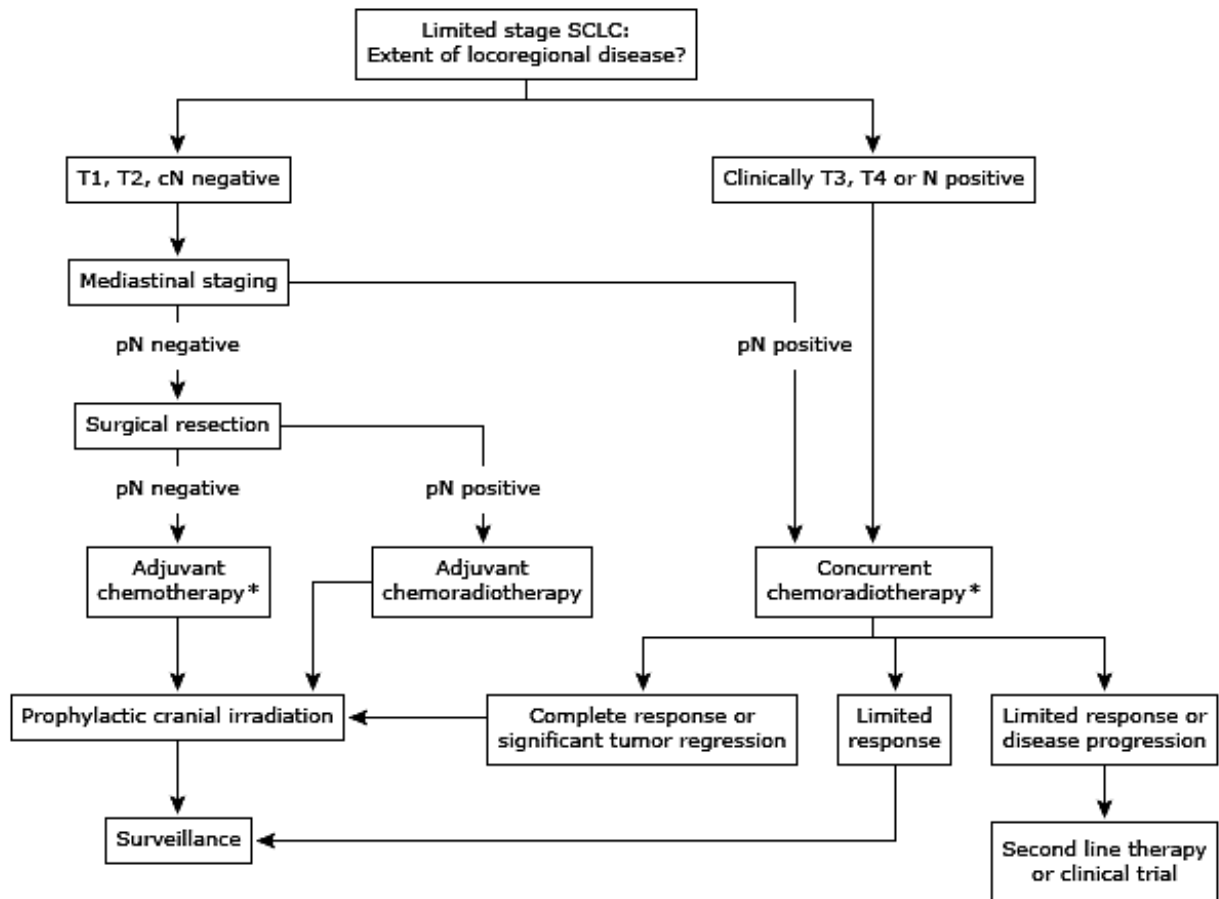 Limited stage SCLC:
Extent of locoregional disease?
T1, T2, cN negative
Clinically T3, T4 or N positive
Mediastinal staging
pN negative
pN positive
Surgical resection
pN negative
pN positive
Adjuvant
chemotherapy*
Adjuvant
chemoradiotherapy
Concurrent
chemoradiotherapy*
Prophylactic cranial irradiation
Complete response or
significant tumor regression
Limited
response
Limited response or
disease progression
Surveillance
Second line therapy
or clinical trial